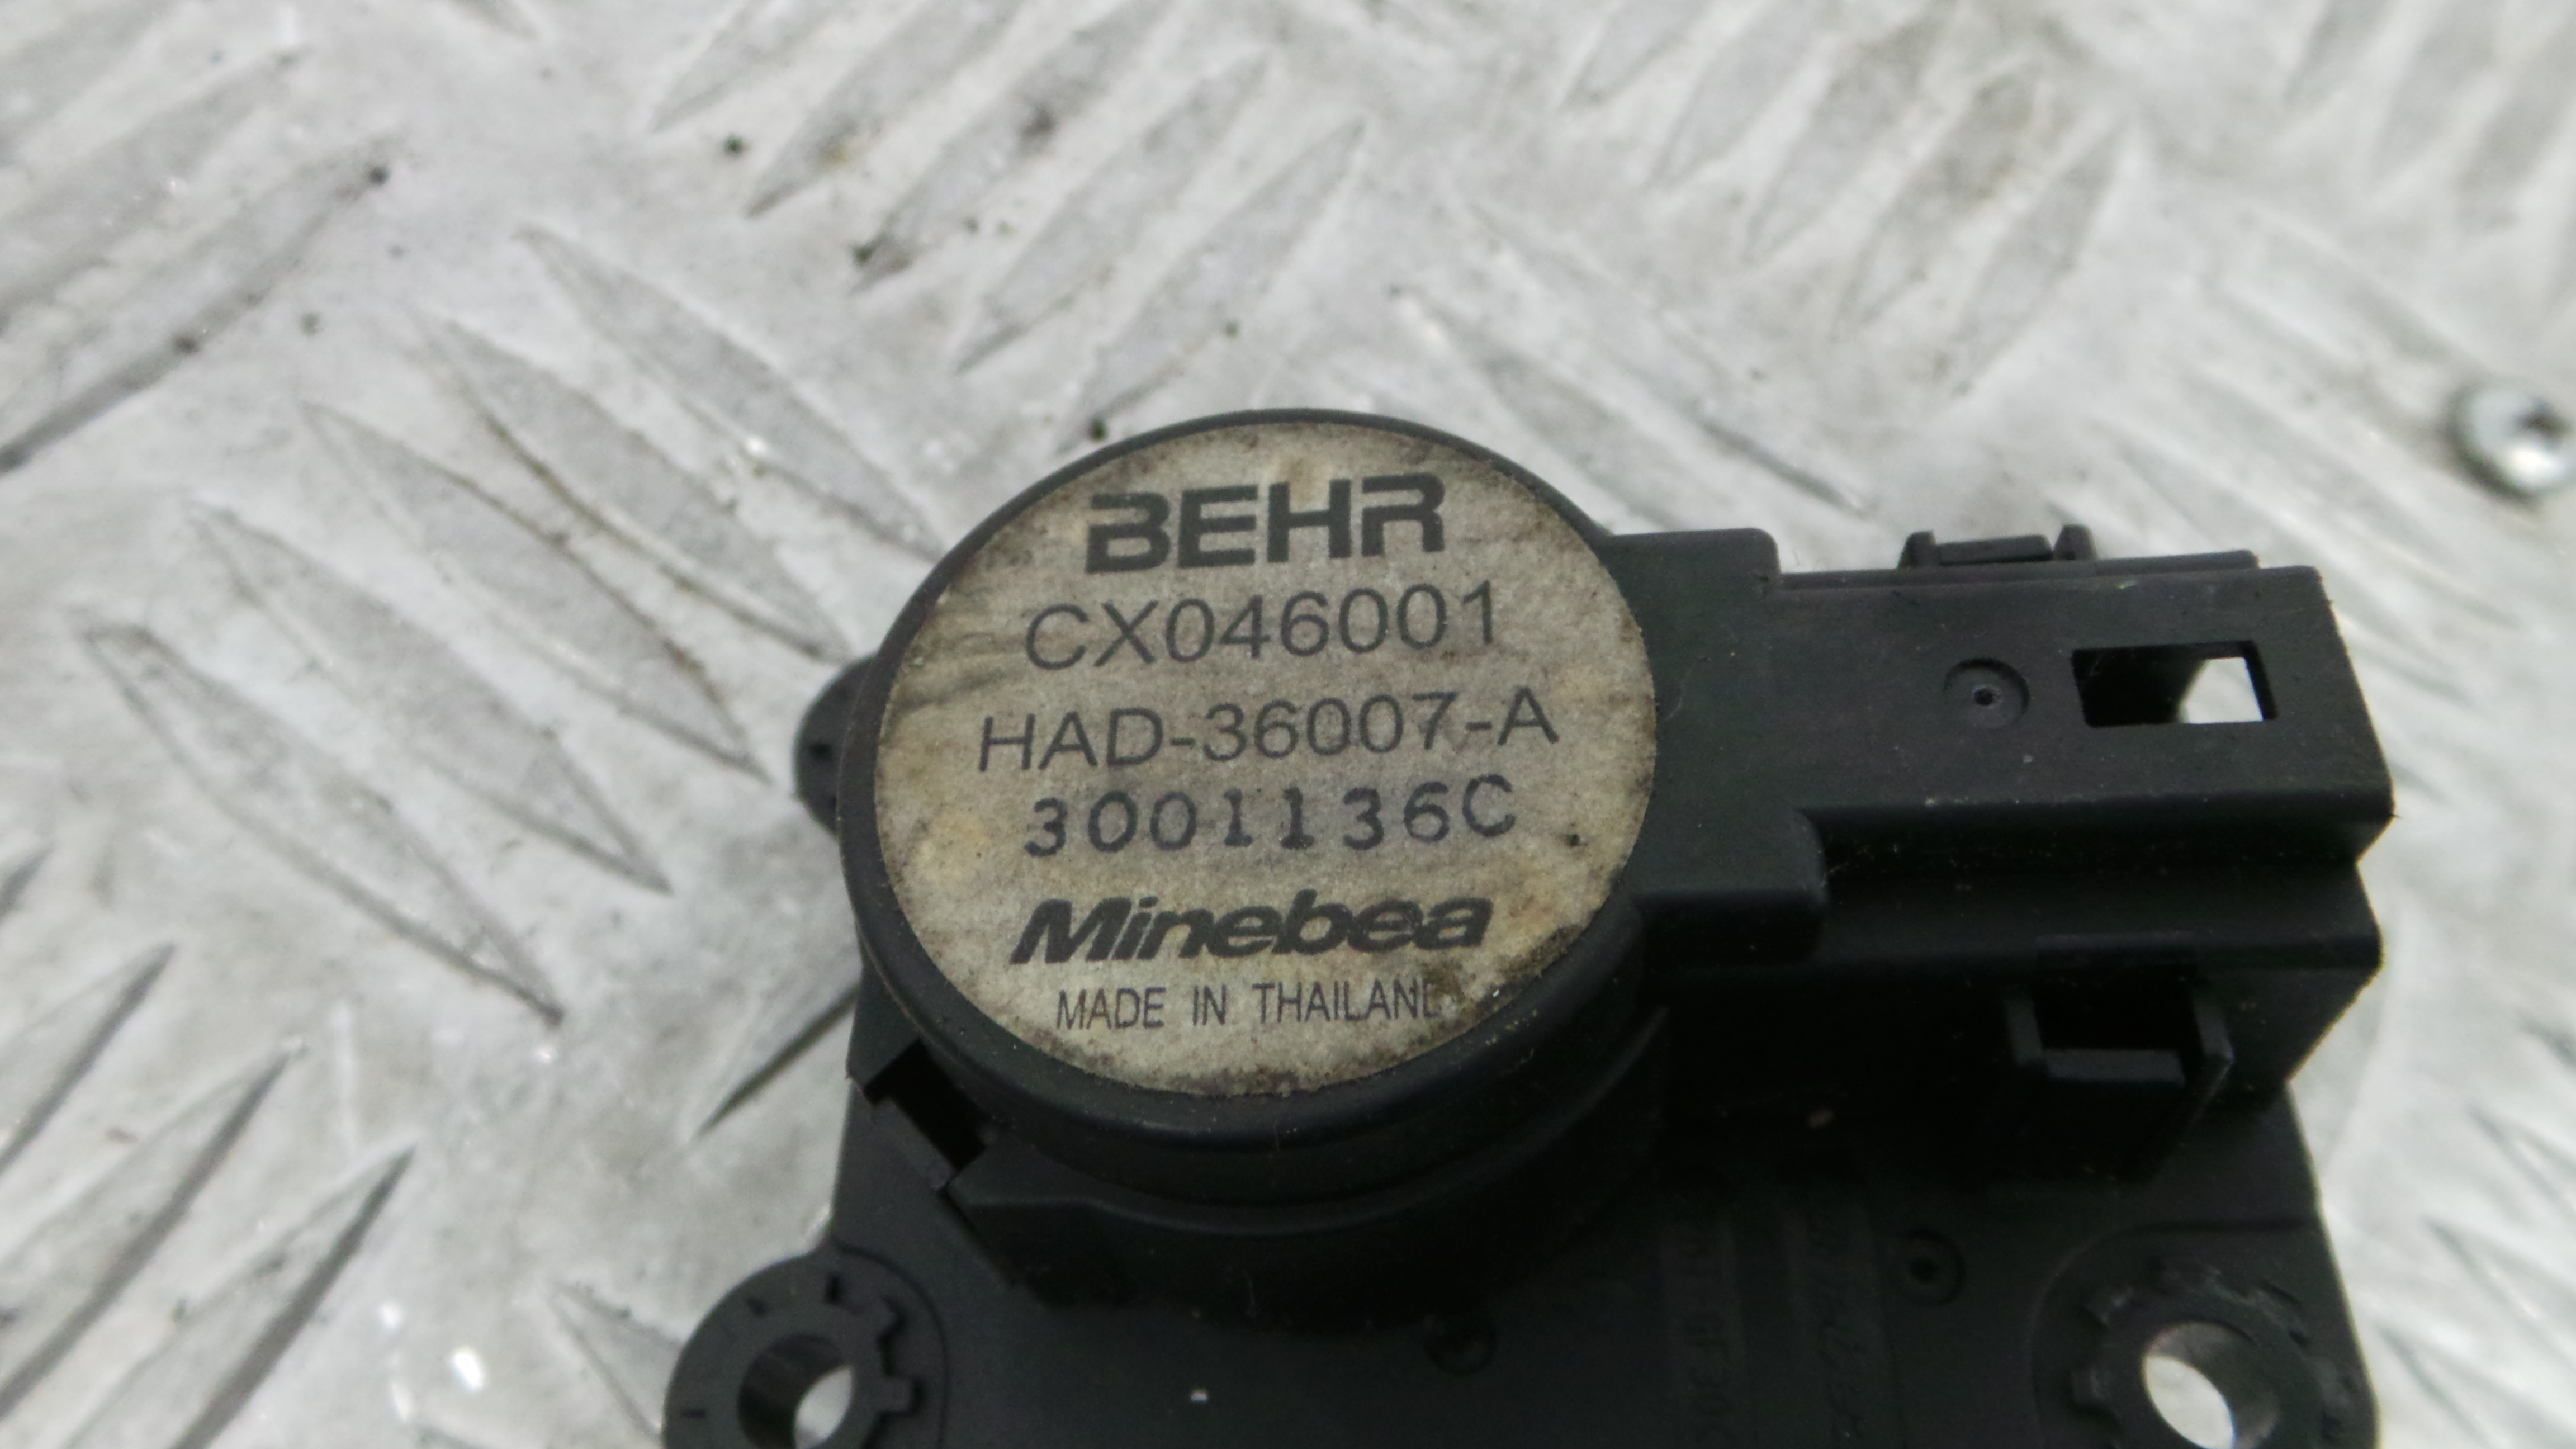 BEHR
CX046001
HAD-36007-A
3001136C
Minebea
MADE IN THAILAND